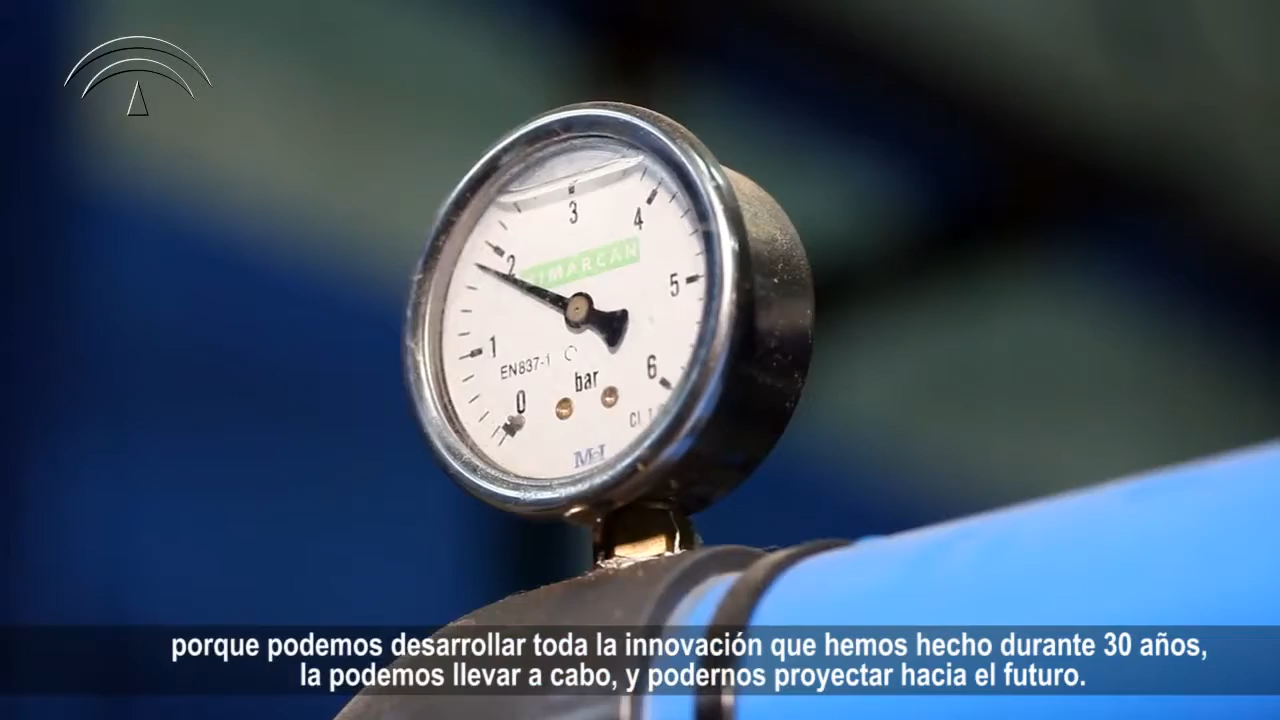 3
4
2
5
1
EN837-1
bar
6
0
porque podemos desarrollar toda la innovación que hemos hecho durante 30 años,
la podemos llevar a cabo, y podernos proyectar hacia el futuro.